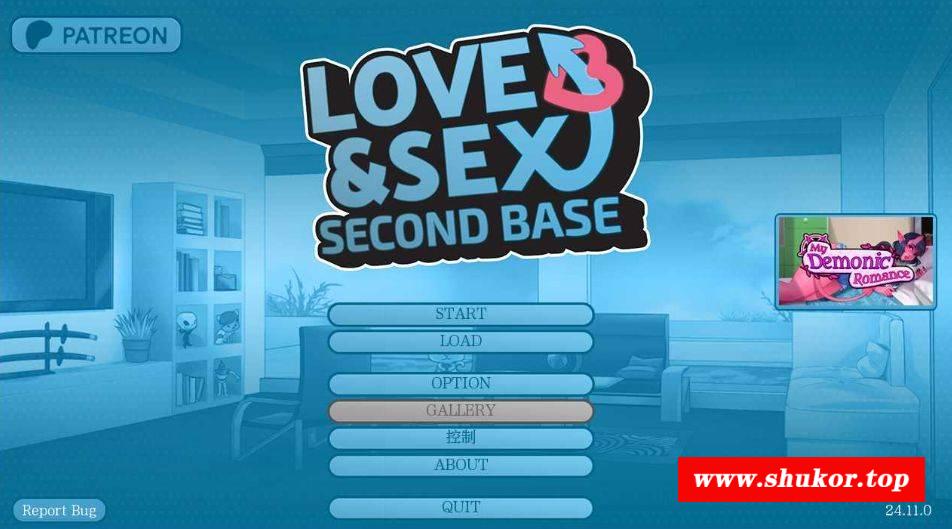 PATREON
LOVE
&SEX
SECOND BASE
My
Demonic
Romance
START
LOAD
OPTION
GALLERY
控制
ABOUT
www.shukor.top
QUIT
Report Bug
24.11.0